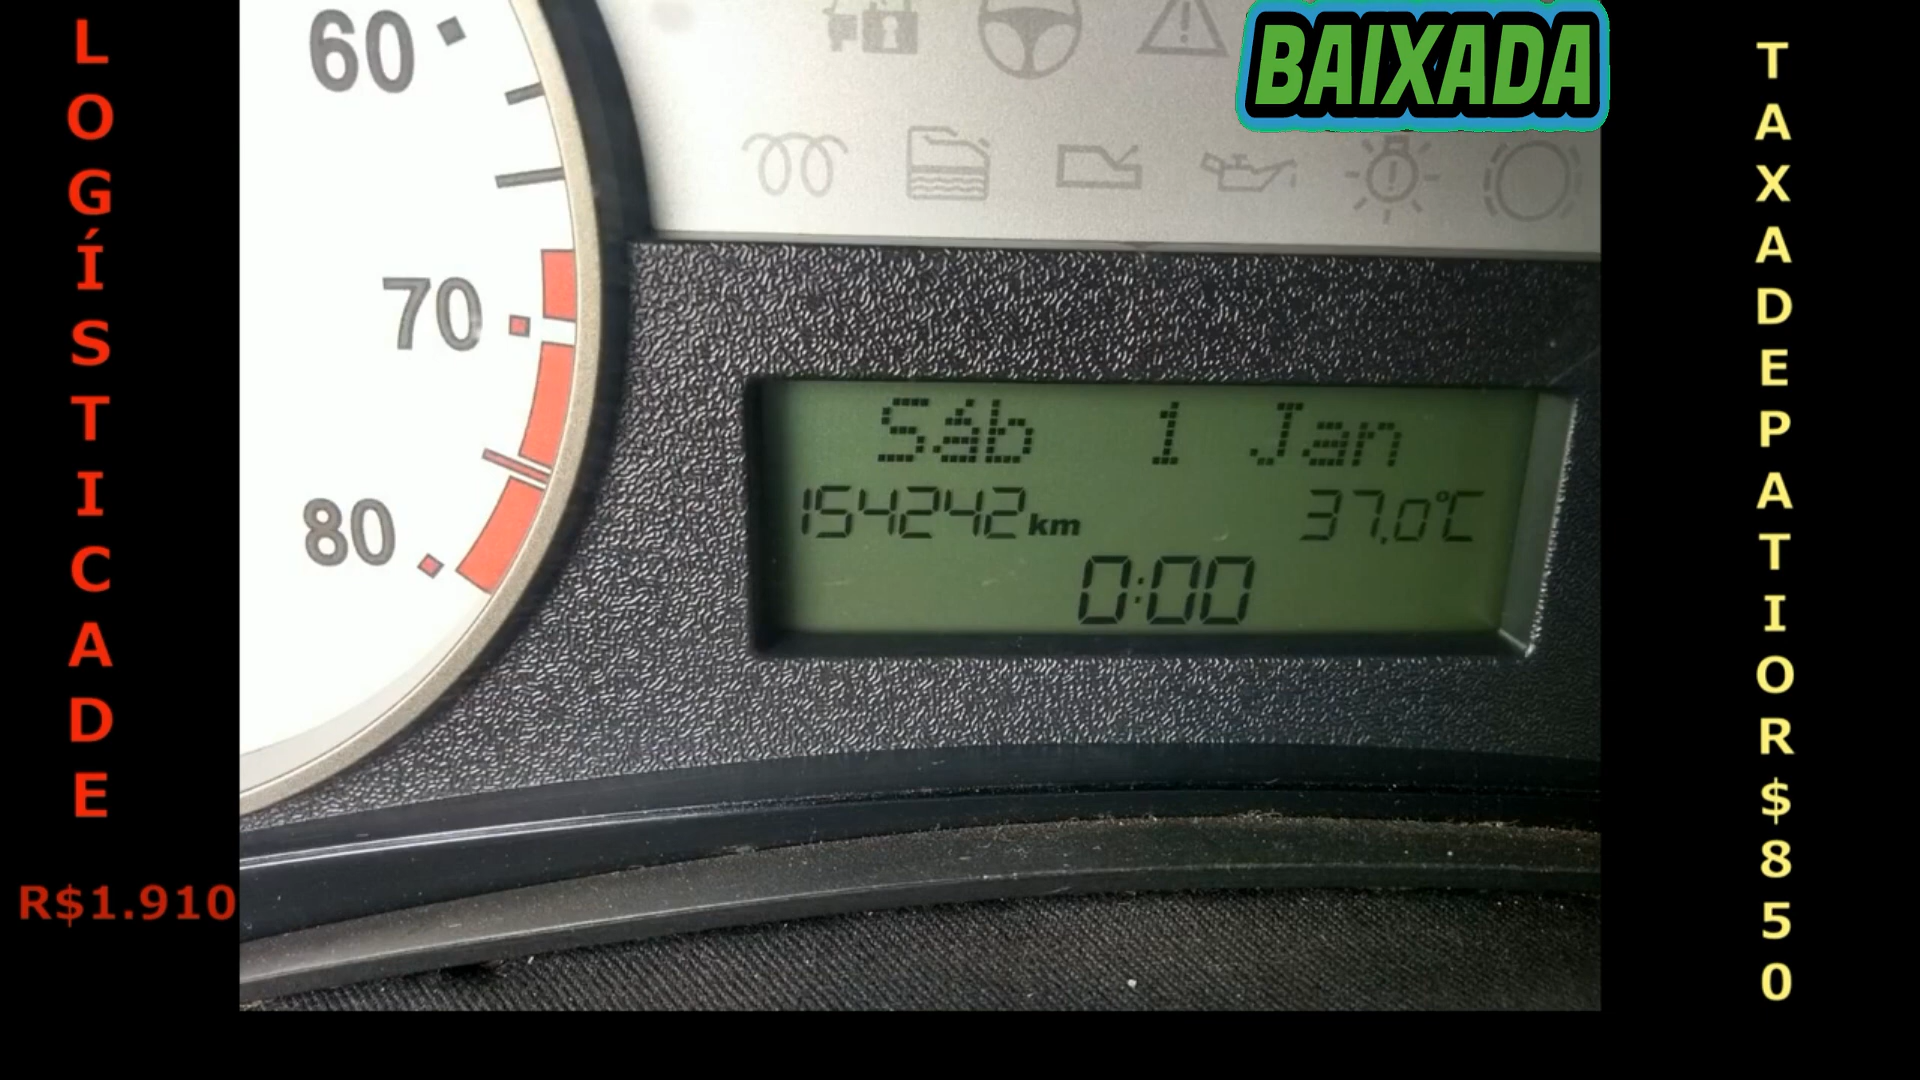 LOGÍSTICA DE
R$1.910
60
70
80
BAIXADA
Sáb 1 Jan
154242 km 37.0°C
0:00
TAXA DE PATIO R$850